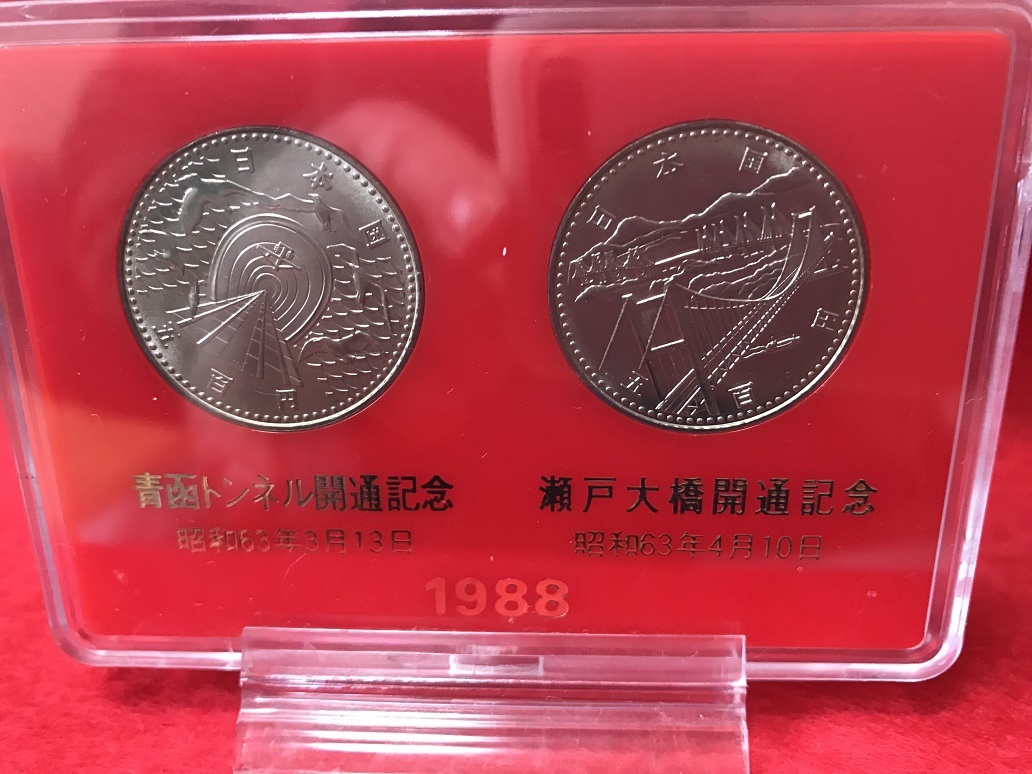 日本国
五百円
日本国
五百円
青函トンネル開通記念
昭和63年3月13日
瀬戸大橋開通記念
昭和63年4月10日
1988